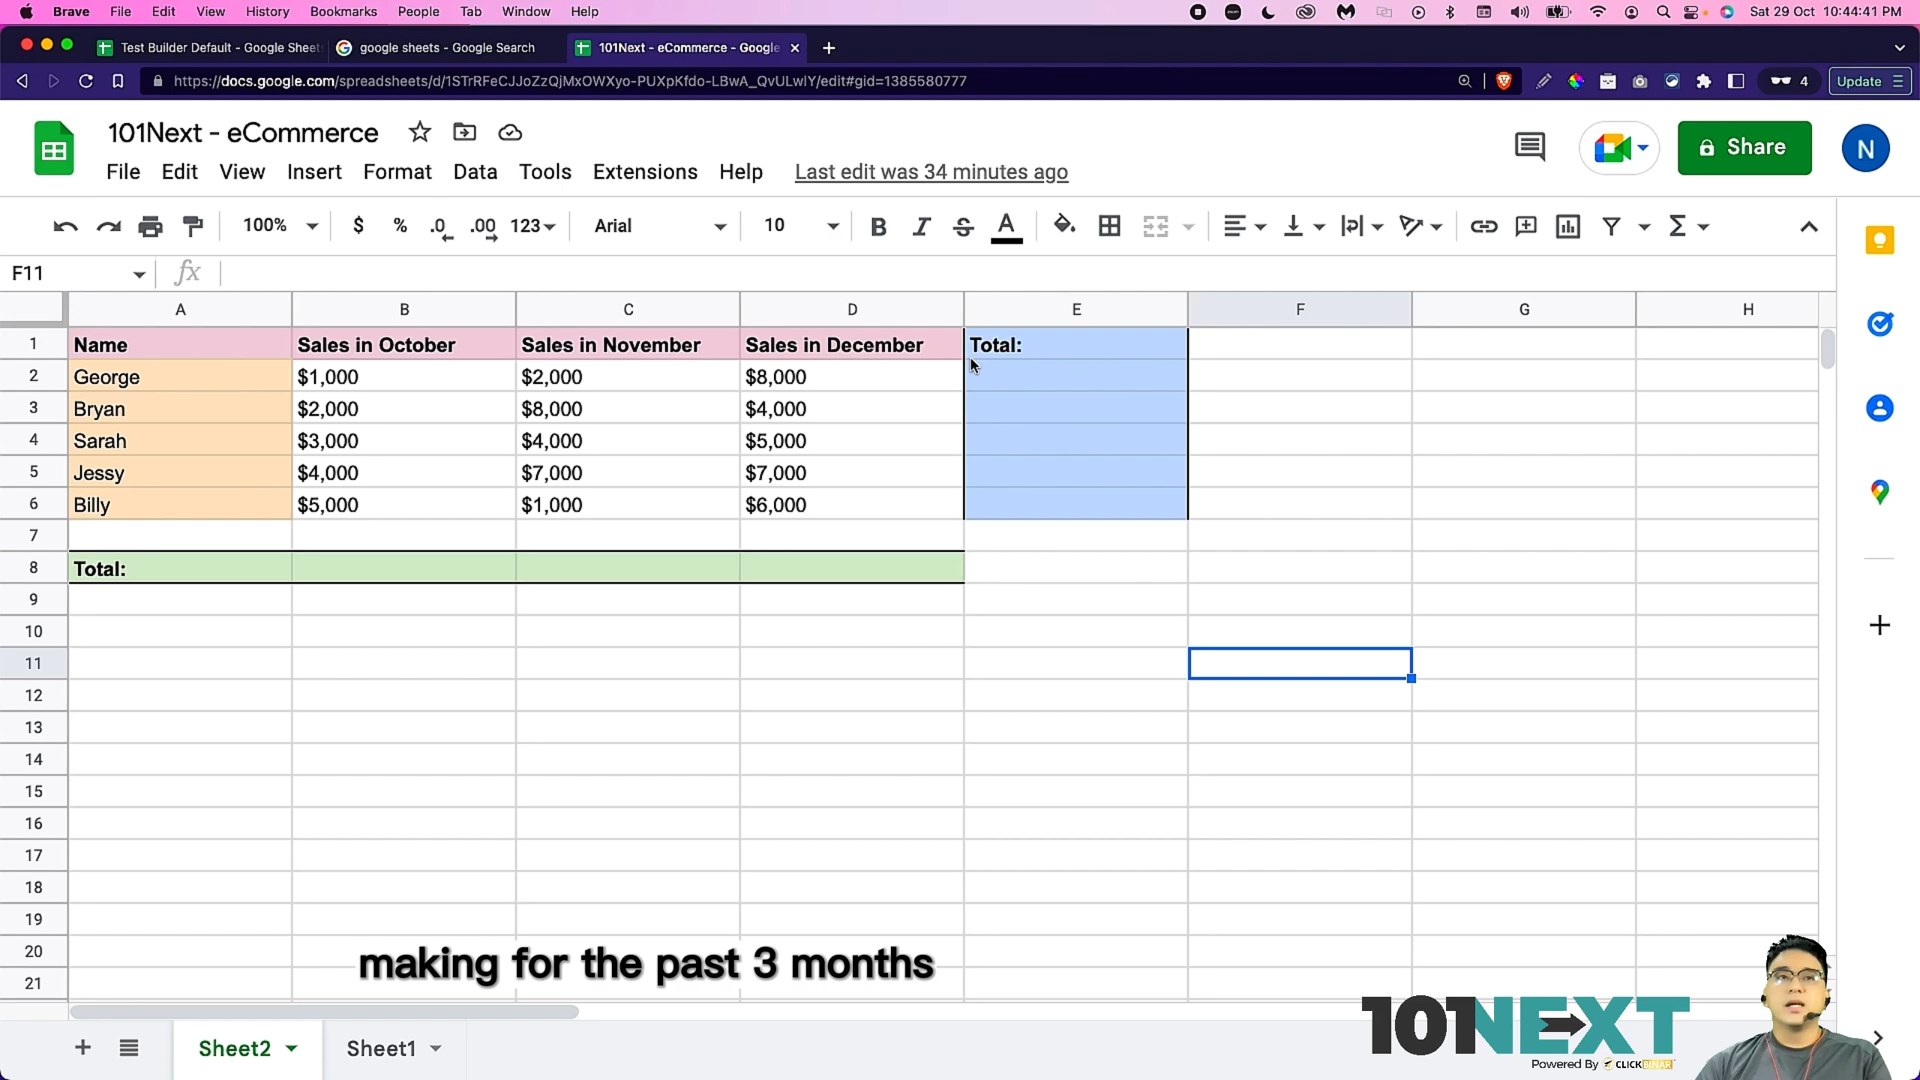 Brave File Edit View History Bookmarks People Tab Window Help Sat 29 Oct 10:44:41 PM
Test Builder Default - Google Sheet google sheets - Google Search 101Next - eCommerce - Google
https://docs.google.com/spreadsheets/d/1STrRFeCJJoZzQjMxOWXyo-PUXpKfdo-LBwA_QvULwlY/edit#gid=1385580777 4 Update
101Next - eCommerce
Share N
File Edit View Insert Format Data Tools Extensions Help Last edit was 34 minutes ago
100% $ % .0 .00 123 Arial 10 B I S A
F11 fx
A B C D E F G H
1 Name Sales in October Sales in November Sales in December Total:
2 George $1,000 $2,000 $8,000
3 Bryan $2,000 $8,000 $4,000
4 Sarah $3,000 $4,000 $5,000
5 Jessy $4,000 $7,000 $7,000
6 Billy $5,000 $1,000 $6,000
7
8 Total:
9
10
11
12
13
14
15
16
17
18
19
20
21
making for the past 3 months
101NEXT
Powered By CLICKBINAR
Sheet2 Sheet1